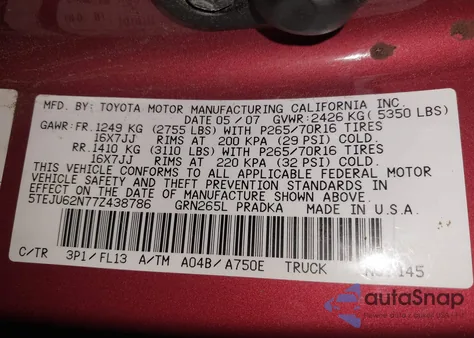 MFD. BY: TOYOTA MOTOR MANUFACTURING CALIFORNIA INC.
DATE 05/07 GVWR: 2426 KG( 5350 LBS)
GAWR: FR. 1249 KG (2755 LBS) WITH P265/70R16 TIRES
16X7JJ RIMS AT 200 KPA (29 PSI) COLD.
RR. 1410 KG (3110 LBS) WITH P265/70R16 TIRES
16X7JJ RIMS AT 220 KPA (32 PSI) COLD.
THIS VEHICLE CONFORMS TO ALL APPLICABLE FEDERAL MOTOR
VEHICLE SAFETY AND THEFT PREVENTION STANDARDS IN
EFFECT ON THE DATE OF MANUFACTURE SHOWN ABOVE.
5TEJU62N77Z438786 GRN265L PRADKA MADE IN U.S.A.
C/TR 3P1/FL13 A/TM A04B/A750E TRUCK
autoSnap